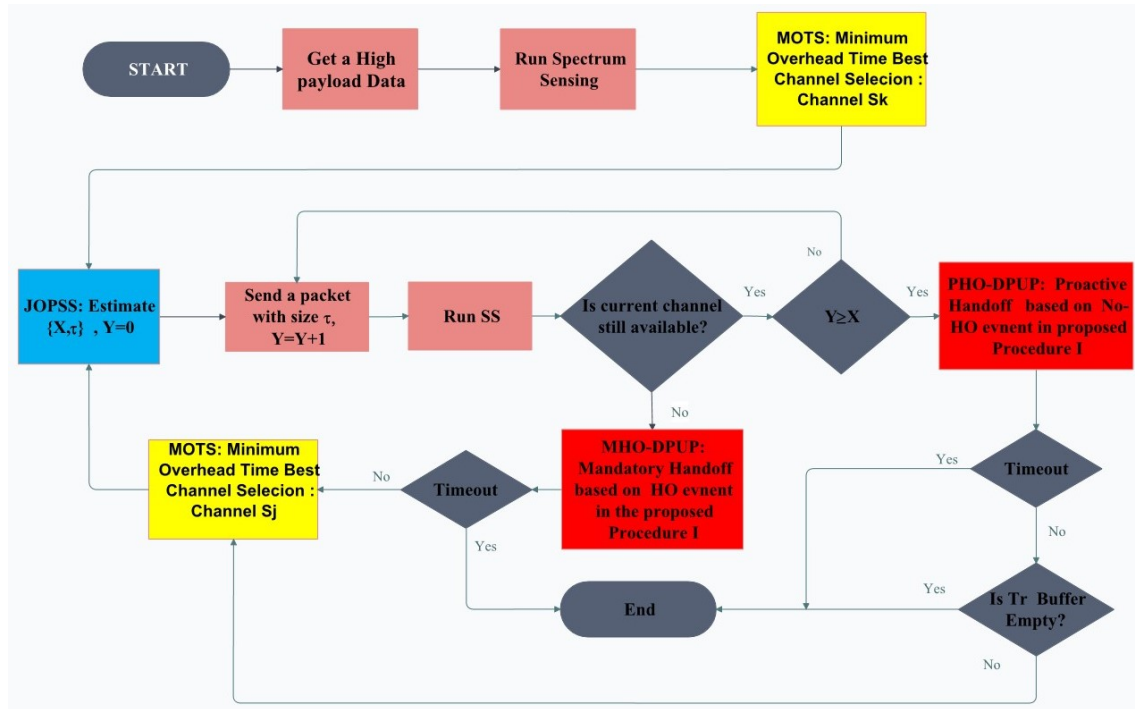 START
Get a High
payload Data
Run Spectrum
Sensing
MOTS: Minimum
Overhead Time Best
Channel Selecion :
Channel Sk
JOPSS: Estimate
{X,τ} , Y=0
Send a packet
with size τ,
Y=Y+1
Run SS
Is current channel
still available?
Yes
No
Y≥X
Yes
PHO-DPUP: Proactive
Handoff based on No-
HO evnent in proposed
Procedure I
No
MOTS: Minimum
Overhead Time Best
Channel Selecion :
Channel Sj
No
Timeout
Yes
MHO-DPUP:
Mandatory Handoff
based on HO evnent
in the proposed
Procedure I
Yes
Timeout
No
End
Yes
Is Tr Buffer
Empty?
No